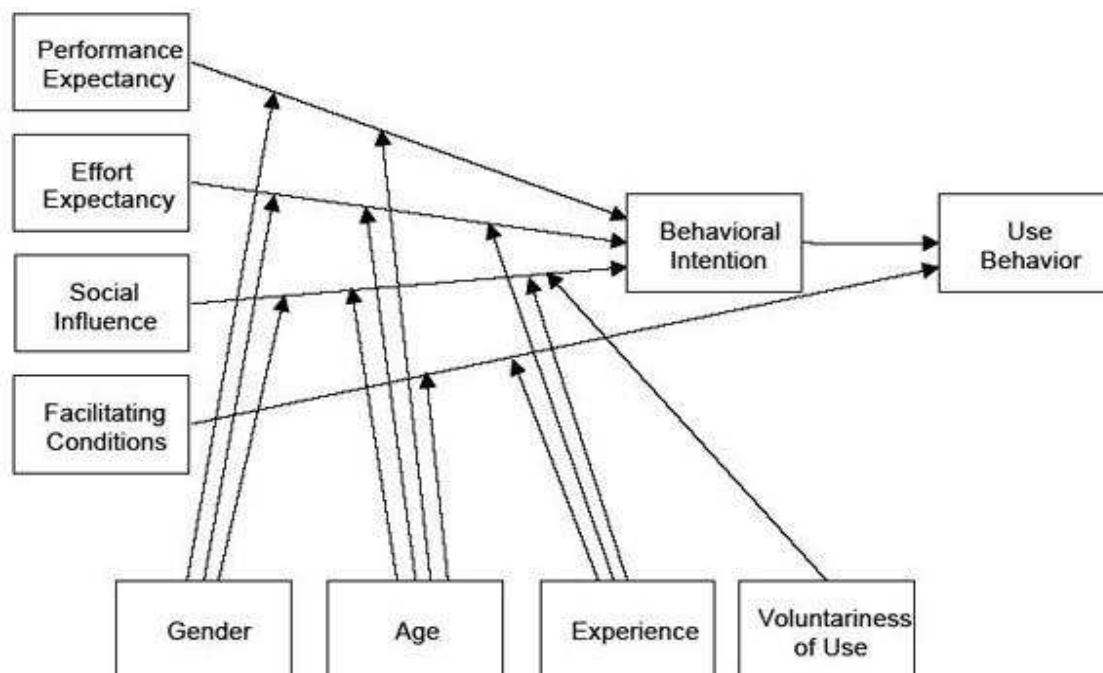 Performance
Expectancy
Effort
Expectancy
Social
Influence
Facilitating
Conditions
Behavioral
Intention
Use
Behavior
Gender
Age
Experience
Voluntariness
of Use